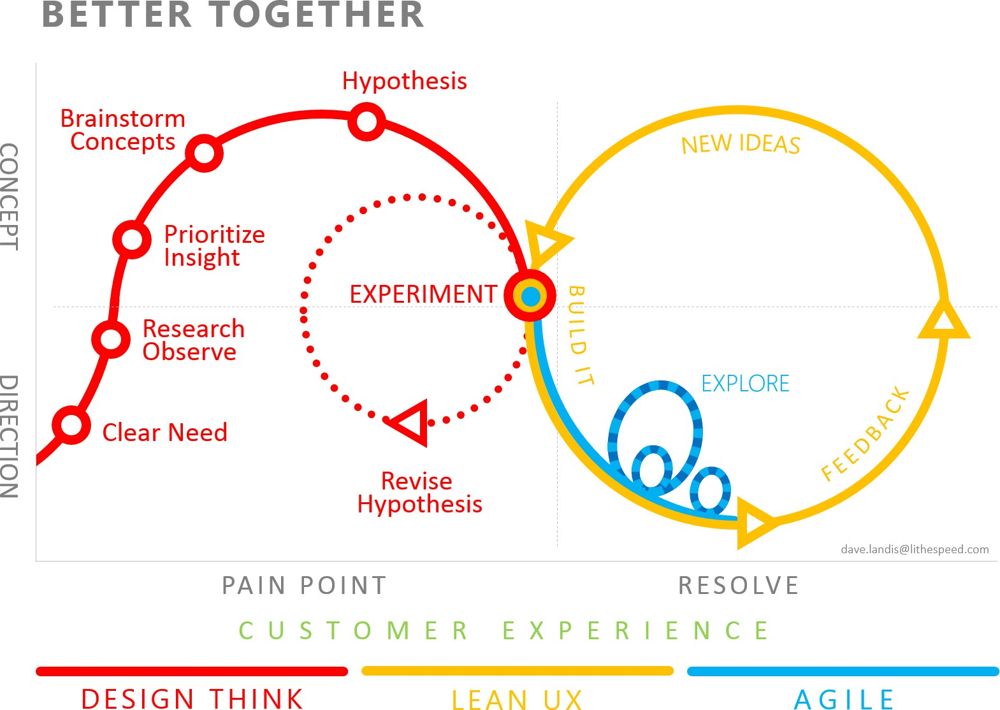 BETTER TOGETHER
Hypothesis
Brainstorm
Concepts
NEW IDEAS
CONCEPT
Prioritize
Insight
EXPERIMENT
BUILD IT
Research
Observe
EXPLORE
DIRECTION
FEEDBACK
Clear Need
Revise
Hypothesis
dave.landis@lithespeed.com
PAIN POINT
RESOLVE
CUSTOMER EXPERIENCE
DESIGN THINK
LEAN UX
AGILE